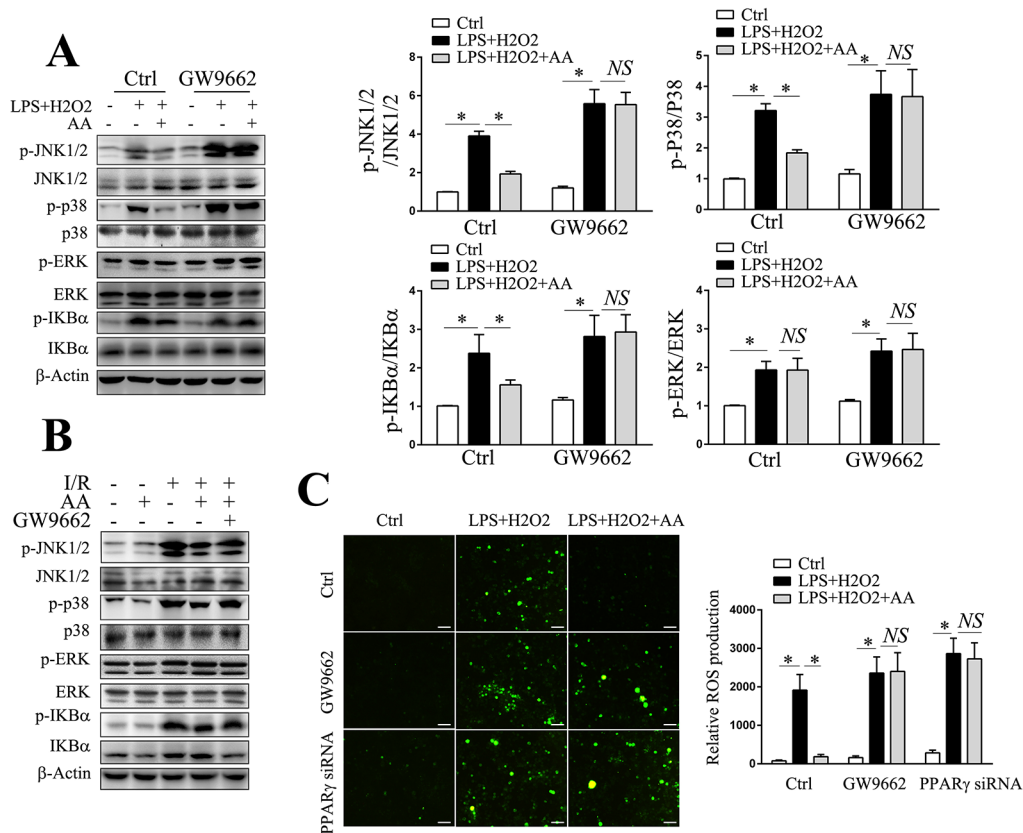 A
Ctrl GW9662
LPS+H2O2 - + + - + +
AA + +
p-JNK1/2
JNK1/2
p-p38
p38
p-ERK
ERK
p-IKBα
IKBα
β-Actin
Ctrl
LPS+H2O2
LPS+H2O2+AA
p-JNK1/2
/JNK1/2
8
6
4
2
0
* * * NS
Ctrl GW9662
Ctrl
LPS+H2O2
LPS+H2O2+AA
p-P38/P38
5
4
3
2
1
0
* * * NS
Ctrl GW9662
Ctrl
LPS+H2O2
LPS+H2O2+AA
p-IKBα/IKBα
4
3
2
1
0
* * * NS
Ctrl GW9662
Ctrl
LPS+H2O2
LPS+H2O2+AA
p-ERK/ERK
4
3
2
1
0
* NS * NS
Ctrl GW9662
B
I/R - - + + +
AA - + - + +
GW9662 - - - - +
p-JNK1/2
JNK1/2
p-p38
p38
p-ERK
ERK
p-IKBα
IKBα
β-Actin
C
Ctrl LPS+H2O2 LPS+H2O2+AA
Ctrl
GW9662
PPARγ siRNA
Ctrl
LPS+H2O2
LPS+H2O2+AA
Relative ROS production
4000
3000
2000
1000
0
* * * NS * NS
Ctrl GW9662 PPARγ siRNA